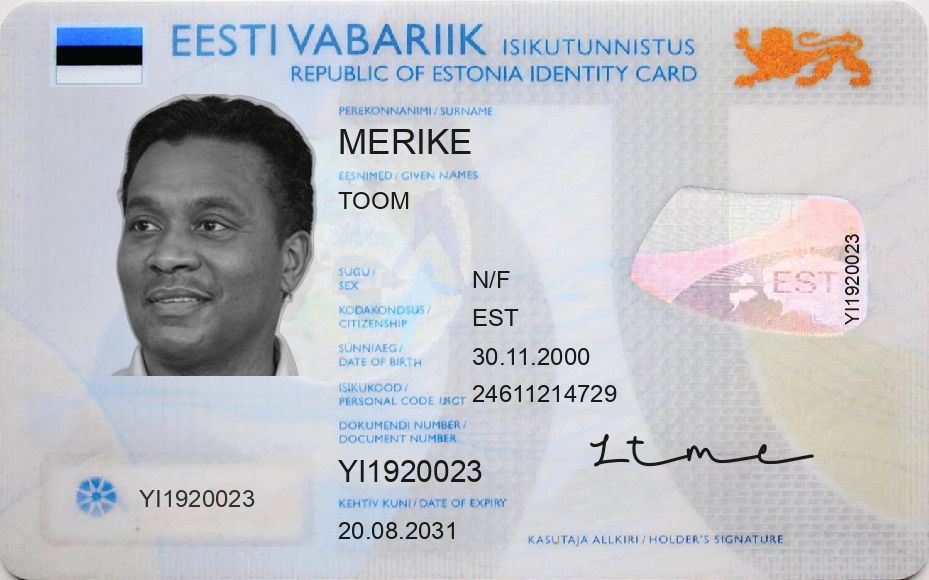 EESTI VABARIIK ISIKUTUNNISTUS
REPUBLIC OF ESTONIA IDENTITY CARD
PEREKONNANIMI / SURNAME
MERIKE
EESNIMED / GIVEN NAMES
TOOM
SUGU /
SEX
N/F
KODAKONDSUS /
CITIZENSHIP
EST
SÜNNIAEG /
DATE OF BIRTH
30.11.2000
ISIKUKOOD /
PERSONAL CODE
24611214729
DOKUMENDI NUMBER /
DOCUMENT NUMBER
YI1920023
KEHTIV KUNI / DATE OF EXPIRY
20.08.2031
YI1920023
EST
YI1920023
KASUTAJA ALLKIRI / HOLDER'S SIGNATURE